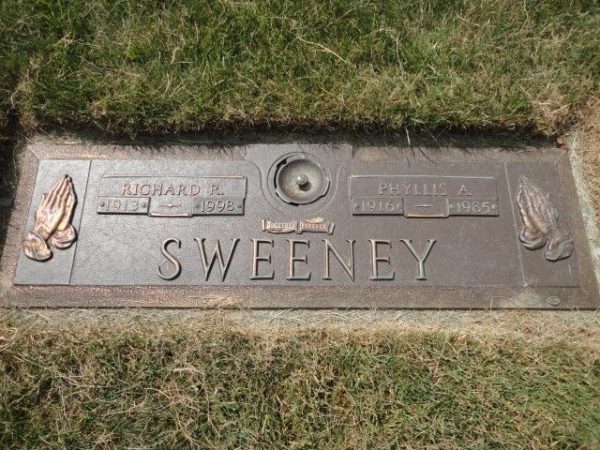 RICHARD R.
1913 1998
PHYLLIS A.
1916 1985
TOGETHER FOREVER
SWEENEY